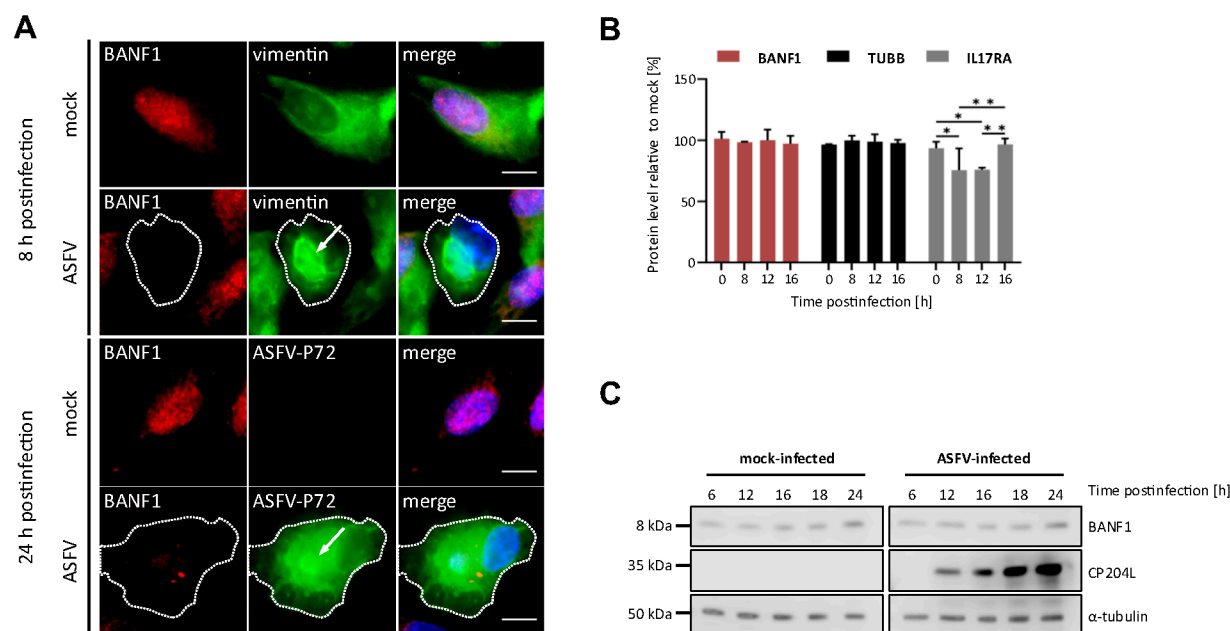 A
BANF1 vimentin merge
mock
BANF1 vimentin merge
ASFV
8 h postinfection
BANF1 ASFV-P72 merge
mock
BANF1 ASFV-P72 merge
ASFV
24 h postinfection
B
BANF1 TUBB IL17RA
Protein level relative to mock [%]
150
100
50
0
* * *
* * * *
0 8 12 16 0 8 12 16 0 8 12 16
Time postinfection [h]
C
mock-infected ASFV-infected
6 12 16 18 24 6 12 16 18 24 Time postinfection [h]
8 kDa BANF1
35 kDa CP204L
50 kDa α-tubulin